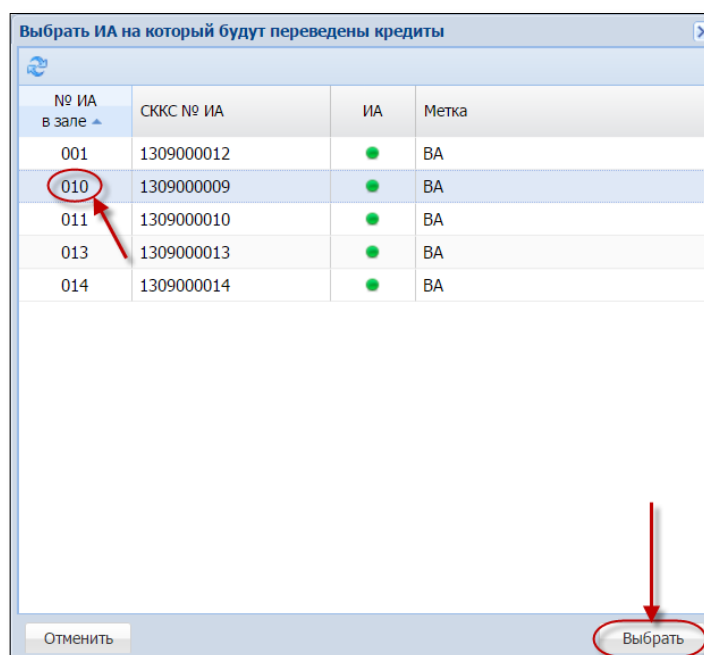 Выбрать ИА на который будут переведены кредиты
№ ИА в зале СККС № ИА ИА Метка
001 1309000012 ВА
010 1309000009 ВА
011 1309000010 ВА
013 1309000013 ВА
014 1309000014 ВА
Отменить Выбрать